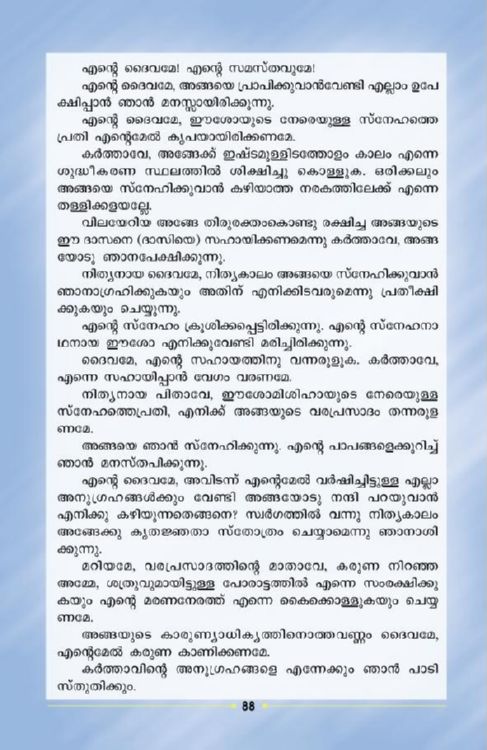 എന്റെ ദൈവമേ! എന്റെ സമസ്തവുമേ!
എന്റെ ദൈവമേ, അങ്ങയെ പ്രാപിക്കുവാൻവേണ്ടി എല്ലാം ഉപേ
ക്ഷിപ്പാൻ ഞാൻ മനസ്സായിരിക്കുന്നു.
എന്റെ ദൈവമേ, ഈശോയുടെ നേരെയുള്ള സ്നേഹത്തെ
പ്രതി എന്റെമേൽ കൃപയായിരിക്കണമേ.
കർത്താവേ, അങ്ങേക്ക് ഇഷ്ടമുള്ളിടത്തോളം കാലം എന്നെ
ശുദ്ധീകരണ സ്ഥലത്തിൽ ശിക്ഷിച്ചു കൊള്ളുക. ഒരിക്കലും
അങ്ങയെ സ്നേഹിക്കുവാൻ കഴിയാത്ത നരകത്തിലേക്ക് എന്നെ
തള്ളിക്കളയല്ലേ.
വിലയേറിയ അങ്ങേ തിരുരക്തംകൊണ്ടു രക്ഷിച്ച അങ്ങയുടെ
ഈ ദാസനെ (ദാസിയെ) സഹായിക്കണമെന്നു കർത്താവേ, അങ്ങ
യോടു ഞാനപേക്ഷിക്കുന്നു.
നിത്യനായ ദൈവമേ, നിത്യകാലം അങ്ങയെ സ്നേഹിക്കുവാൻ
ഞാനാഗ്രഹിക്കുകയും അതിന് എനിക്കിടവരുമെന്നു പ്രതീക്ഷി
ക്കുകയും ചെയ്യുന്നു.
എന്റെ സ്നേഹം ക്രൂശിക്കപ്പെട്ടിരിക്കുന്നു. എന്റെ സ്നേഹനാ
ഥനായ ഈശോ എനിക്കുവേണ്ടി മരിച്ചിരിക്കുന്നു.
ദൈവമേ, എന്റെ സഹായത്തിനു വന്നരുളുക. കർത്താവേ,
എന്നെ സഹായിപ്പാൻ വേഗം വരണമേ.
നിത്യനായ പിതാവേ, ഈശോമിശിഹായുടെ നേരെയുള്ള
സ്നേഹത്തെപ്രതി, എനിക്ക് അങ്ങയുടെ വരപ്രസാദം തന്നരുള
ണമേ.
അങ്ങയെ ഞാൻ സ്നേഹിക്കുന്നു. എന്റെ പാപങ്ങളെക്കുറിച്ച്
ഞാൻ മനസ്തപിക്കുന്നു.
എന്റെ ദൈവമേ, അവിടന്ന് എന്റെമേൽ വർഷിച്ചിട്ടുള്ള എല്ലാ
അനുഗ്രഹങ്ങൾക്കും വേണ്ടി അങ്ങയോടു നന്ദി പറയുവാൻ
എനിക്കു കഴിയുന്നതെങ്ങനെ? സ്വർഗത്തിൽ വന്നു നിത്യകാലം
അങ്ങേക്കു കൃതജ്ഞതാ സ്തോത്രം ചെയ്യാമെന്നു ഞാനാശി
ക്കുന്നു.
മറിയമേ, വരപ്രസാദത്തിന്റെ മാതാവേ, കരുണ നിറഞ്ഞ
അമ്മേ, ശത്രുവുമായിട്ടുള്ള പോരാട്ടത്തിൽ എന്നെ സംരക്ഷിക്കു
കയും എന്റെ മരണനേരത്ത് എന്നെ കൈക്കൊള്ളുകയും ചെയ്യ
ണമേ.
അങ്ങയുടെ കാരുണ്യാധികൃത്തിനൊത്തവണ്ണം ദൈവമേ,
എന്റെമേൽ കരുണ കാണിക്കണമേ.
കർത്താവിന്റെ അനുഗ്രഹങ്ങളെ എന്നേക്കും ഞാൻ പാടി
സ്തുതിക്കും.
88